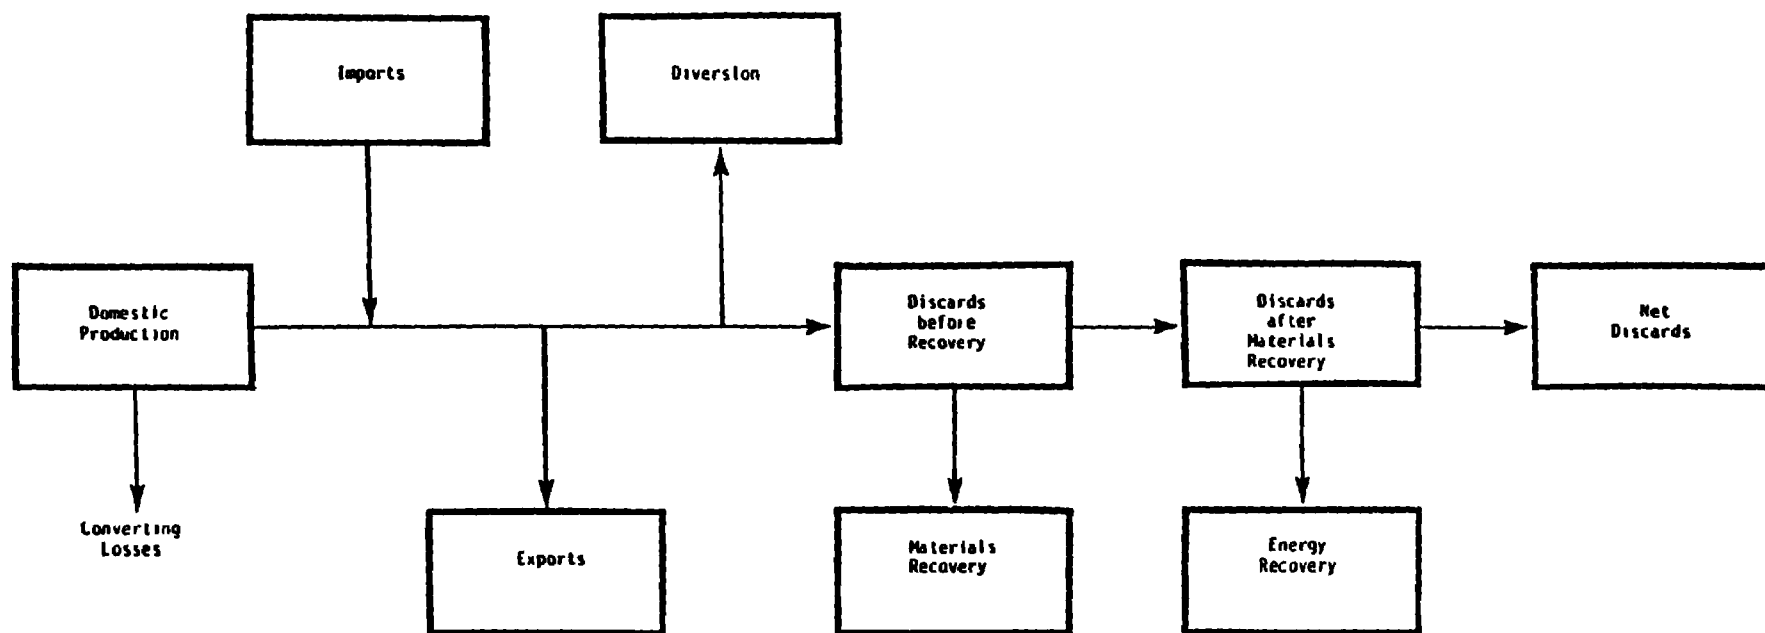 Imports
Diversion
Domestic
Production
Discards
before
Recovery
Discards
after
Materials
Recovery
Net
Discards
Converting
Losses
Exports
Materials
Recovery
Energy
Recovery